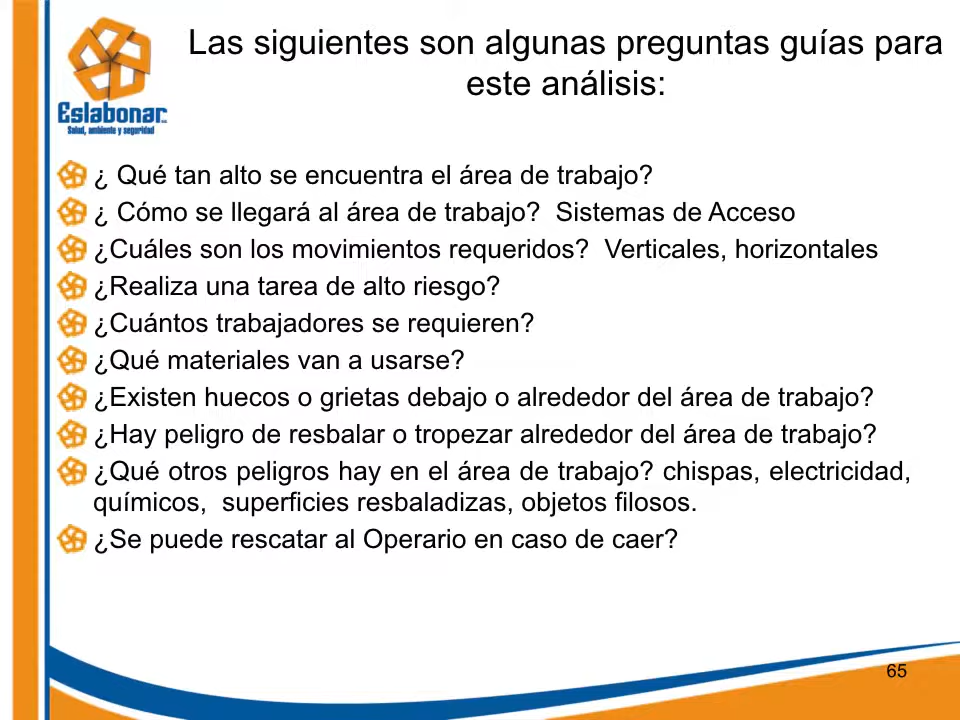 Las siguientes son algunas preguntas guías para
este análisis:
Eslabonar
Salud, ambiente y seguridad
¿ Qué tan alto se encuentra el área de trabajo?
¿ Cómo se llegará al área de trabajo?  Sistemas de Acceso
¿Cuáles son los movimientos requeridos?  Verticales, horizontales
¿Realiza una tarea de alto riesgo?
¿Cuántos trabajadores se requieren?
¿Qué materiales van a usarse?
¿Existen huecos o grietas debajo o alrededor del área de trabajo?
¿Hay peligro de resbalar o tropezar alrededor del área de trabajo?
¿Qué otros peligros hay en el área de trabajo? chispas, electricidad,
químicos,  superficies resbaladizas, objetos filosos.
¿Se puede rescatar al Operario en caso de caer?
65